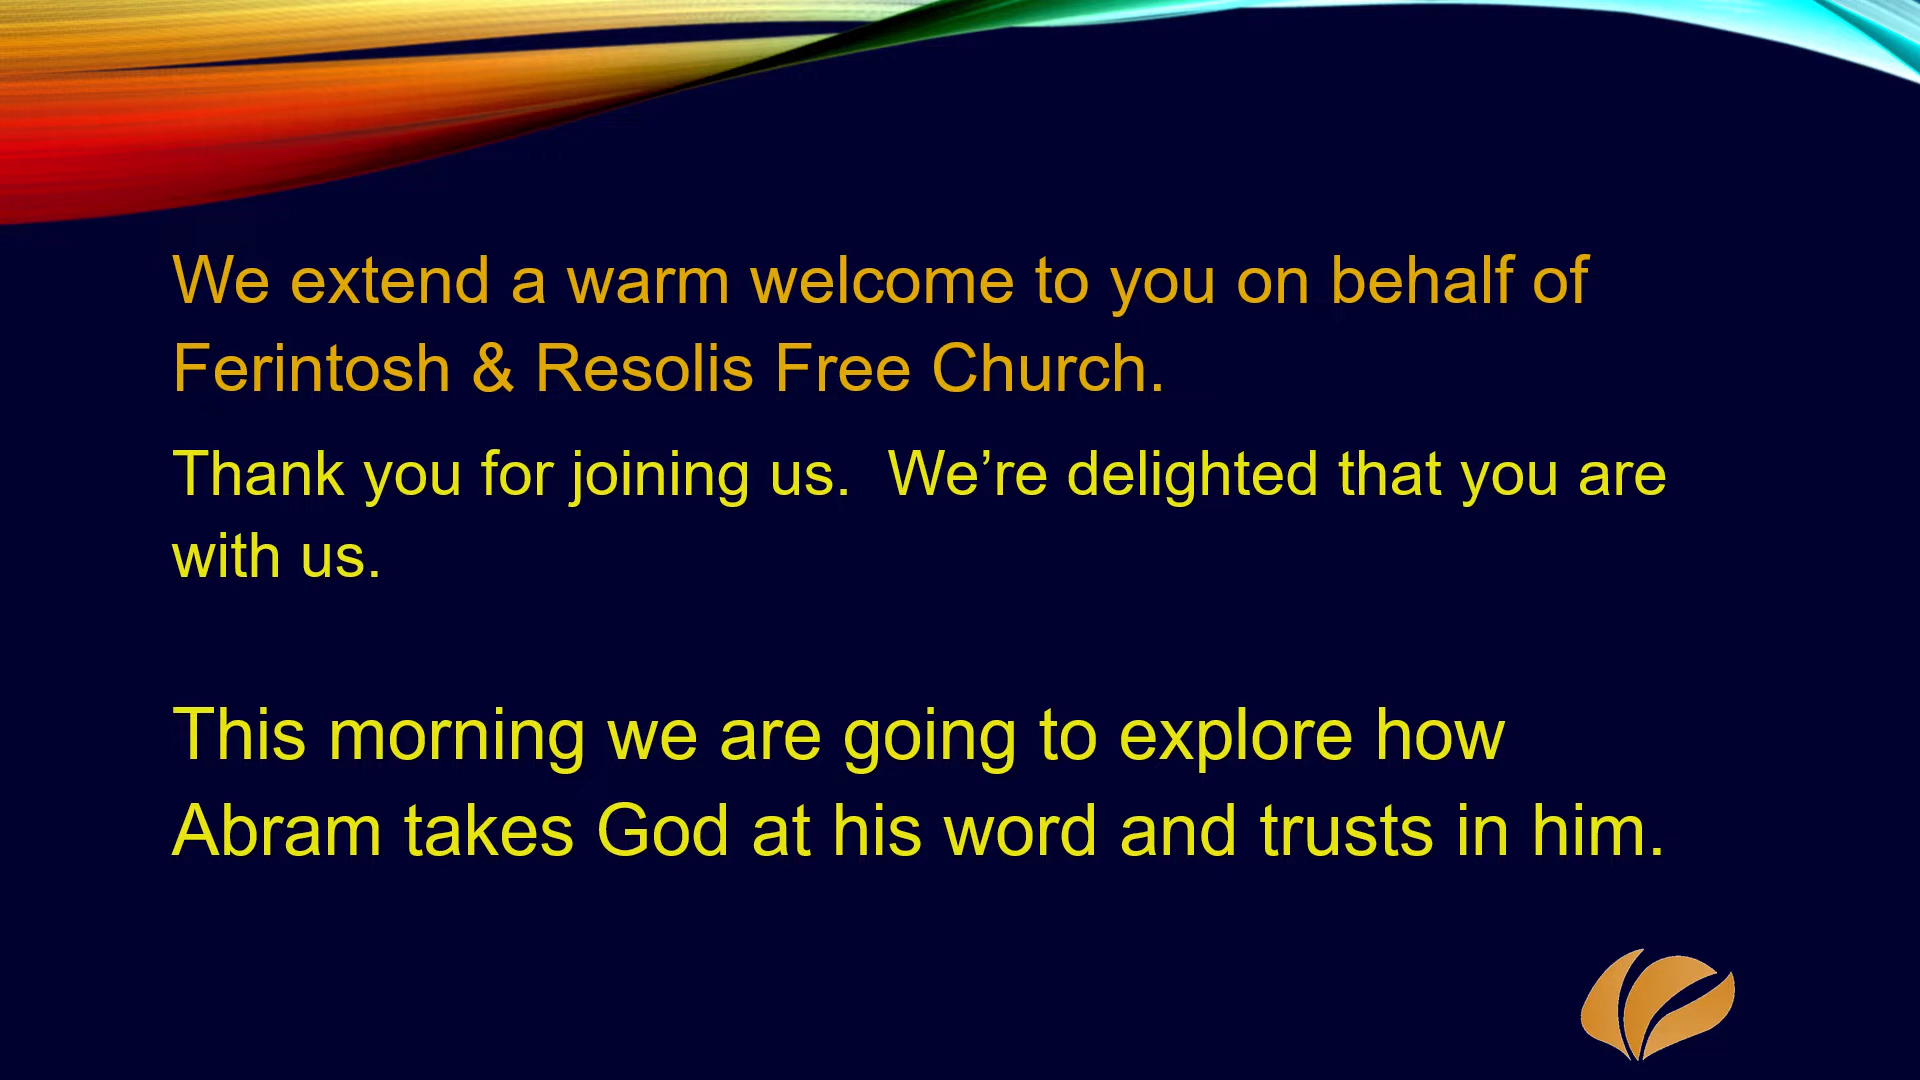 We extend a warm welcome to you on behalf of
Ferintosh & Resolis Free Church.
Thank you for joining us.  We’re delighted that you are
with us.
This morning we are going to explore how
Abram takes God at his word and trusts in him.